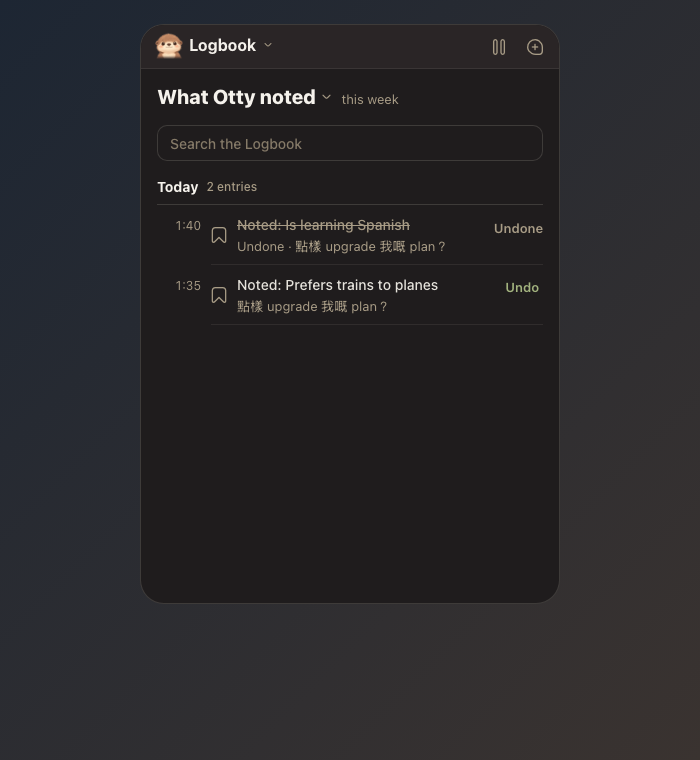 Logbook
What Otty noted this week
Search the Logbook
Today 2 entries
1:40 Noted: Is learning Spanish Undone
Undone · 點樣 upgrade 我嘅 plan ?
1:35 Noted: Prefers trains to planes Undo
點樣 upgrade 我嘅 plan ?